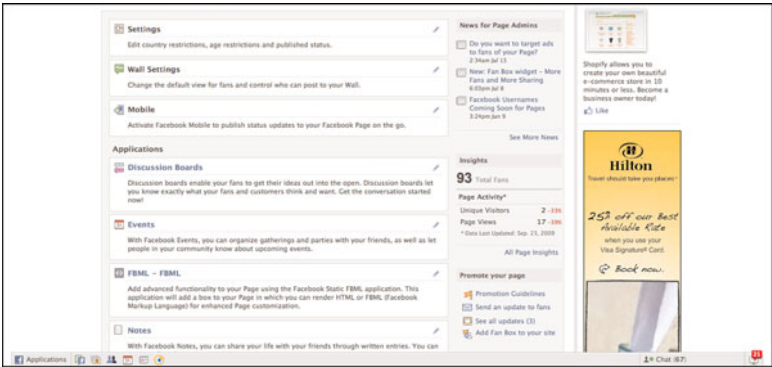 Settings
Edit country restrictions, age restrictions and published status.
Wall Settings
Change the default view for fans and control who can post to your Wall.
Mobile
Activate Facebook Mobile to publish status updates to your Facebook Page on the go.
Applications
Discussion Boards
Discussion boards enable your fans to get their ideas out into the open. Discussion boards let
you know exactly what your fans and customers think and want. Get the conversation started
now!
Events
With Facebook Events, you can organize gatherings and parties with your friends, as well as let
people in your community know about upcoming events.
FBML - FBML
Add advanced functionality to your Page using the Facebook Static FBML application. This
application will add a box to your Page in which you can render HTML or FBML (Facebook
Markup Language) for enhanced Page customization.
Notes
With Facebook Notes, you can share your life with your friends through written entries. You can
News for Page Admins
Do you want to target ads
to fans of your Page?
2:34am Jul 15
New: Fan Box widget - More
Fans and More Sharing
6:03pm Jul 8
Facebook Usernames
Coming Soon for Pages
3:24pm Jun 9
See More News
Insights
93 Total Fans
Page Activity*
Unique Visitors 2
Page Views 17
* Data Last Updated: Sep. 23, 2009
All Page Insights
Promote your page
Promotion Guidelines
Send an update to fans
See all updates (3)
Add Fan Box to your site
Shopify allows you to
create your own beautiful
e-commerce store in 10
minutes or less. Become a
business owner today!
Like
Hilton
Travel should take you places
25% off our Best
Available Rate
when you use your
Visa Signature® Card.
Book now.
Applications
Chat (67)